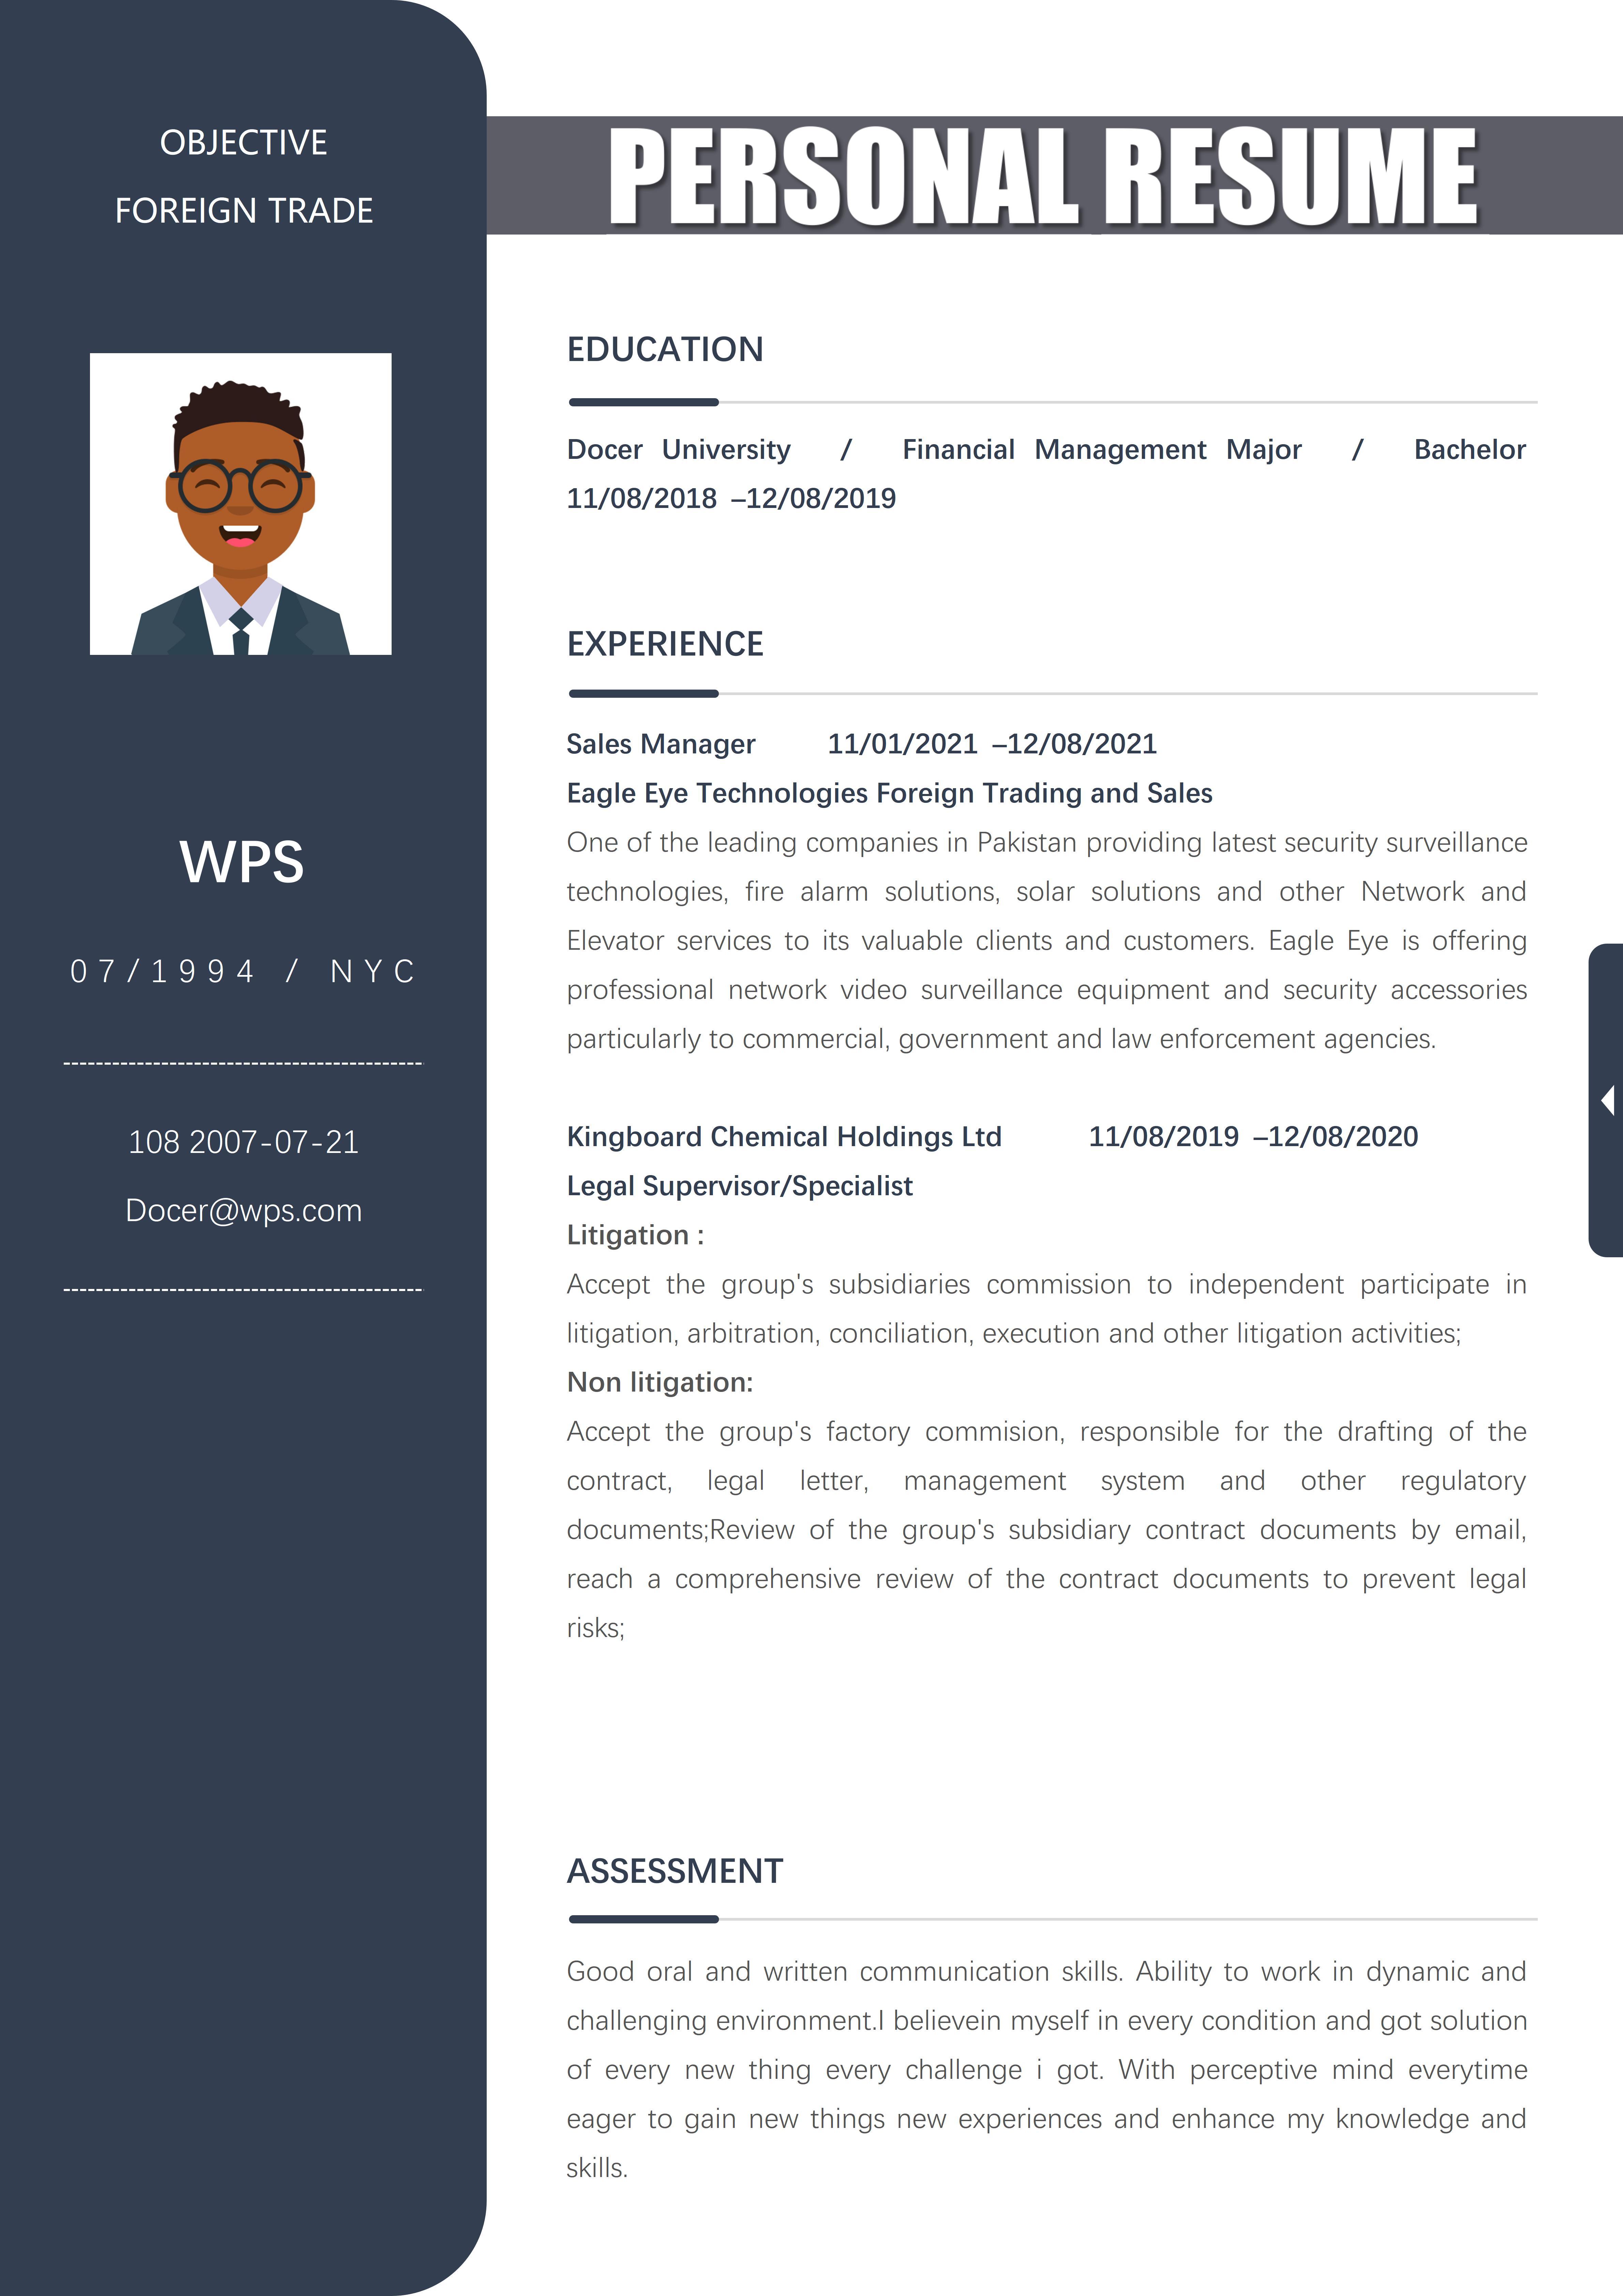 OBJECTIVE
FOREIGN TRADE
WPS
07/1994 / NYC
108 2007-07-21
Docer@wps.com
PERSONAL RESUME
EDUCATION
Docer University / Financial Management Major / Bachelor
11/08/2018 –12/08/2019
EXPERIENCE
Sales Manager 11/01/2021 –12/08/2021
Eagle Eye Technologies Foreign Trading and Sales
One of the leading companies in Pakistan providing latest security surveillance
technologies, fire alarm solutions, solar solutions and other Network and
Elevator services to its valuable clients and customers. Eagle Eye is offering
professional network video surveillance equipment and security accessories
particularly to commercial, government and law enforcement agencies.
Kingboard Chemical Holdings Ltd 11/08/2019 –12/08/2020
Legal Supervisor/Specialist
Litigation :
Accept the group's subsidiaries commission to independent participate in
litigation, arbitration, conciliation, execution and other litigation activities;
Non litigation:
Accept the group's factory commision, responsible for the drafting of the
contract, legal letter, management system and other regulatory
documents;Review of the group's subsidiary contract documents by email,
reach a comprehensive review of the contract documents to prevent legal
risks;
ASSESSMENT
Good oral and written communication skills. Ability to work in dynamic and
challenging environment.I believein myself in every condition and got solution
of every new thing every challenge i got. With perceptive mind everytime
eager to gain new things new experiences and enhance my knowledge and
skills.